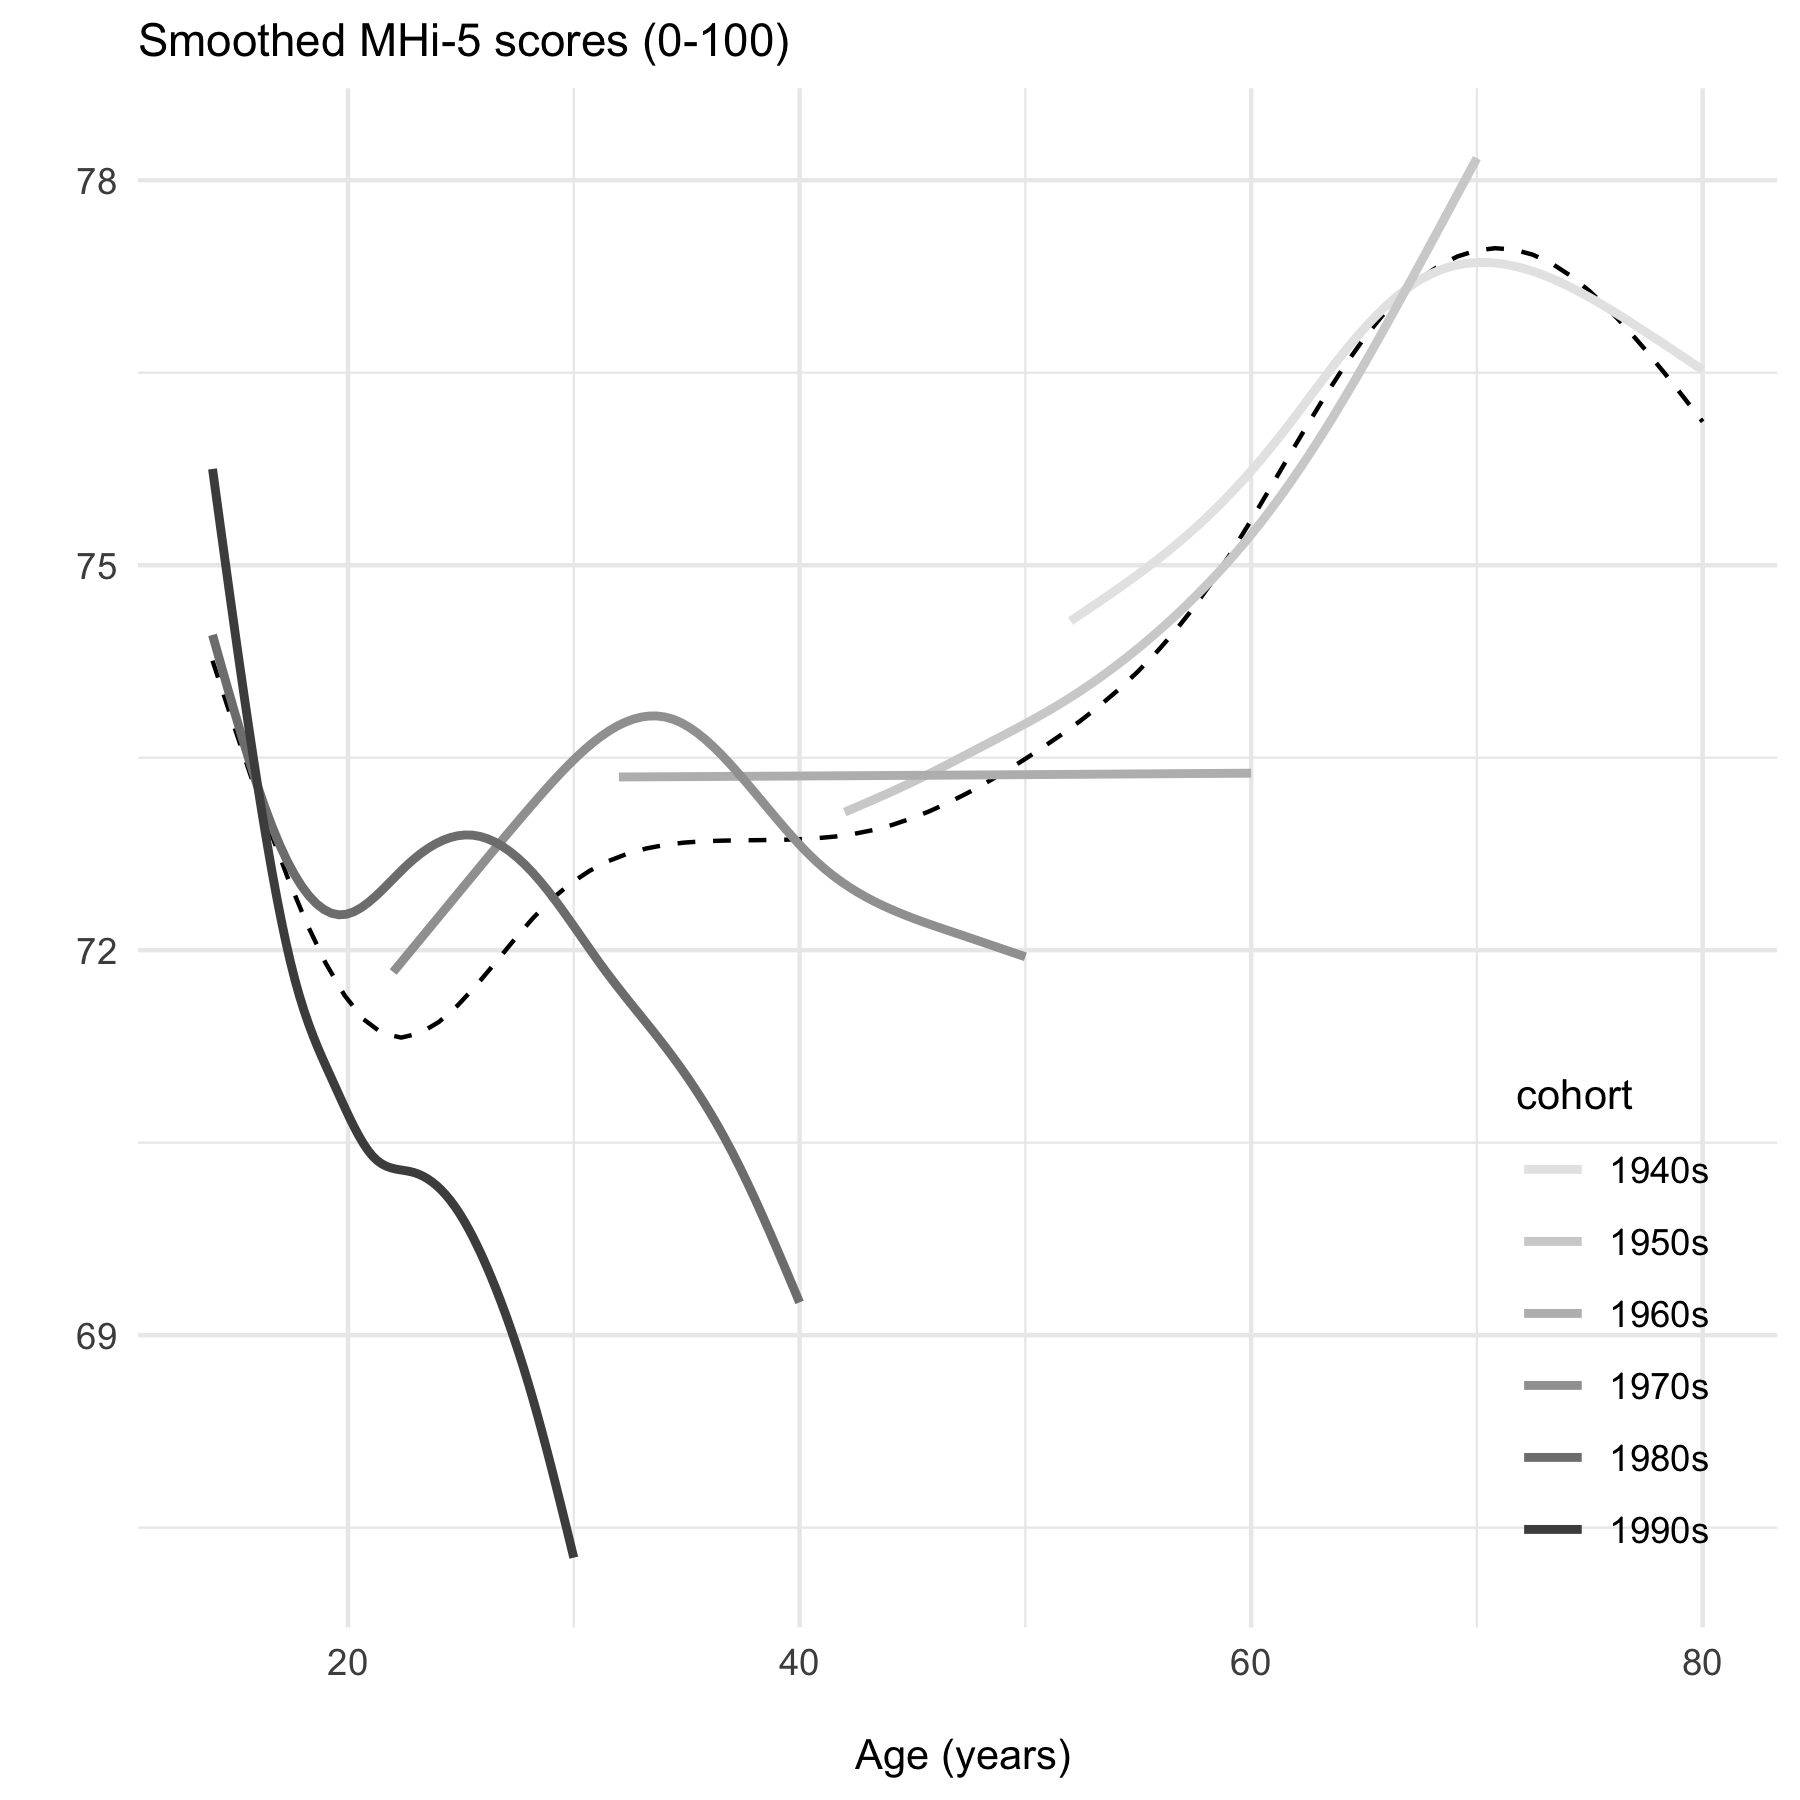 Smoothed MHi-5 scores (0-100)
78
75
72
69
cohort
1940s
1950s
1960s
1970s
1980s
1990s
20 40 60 80
Age (years)